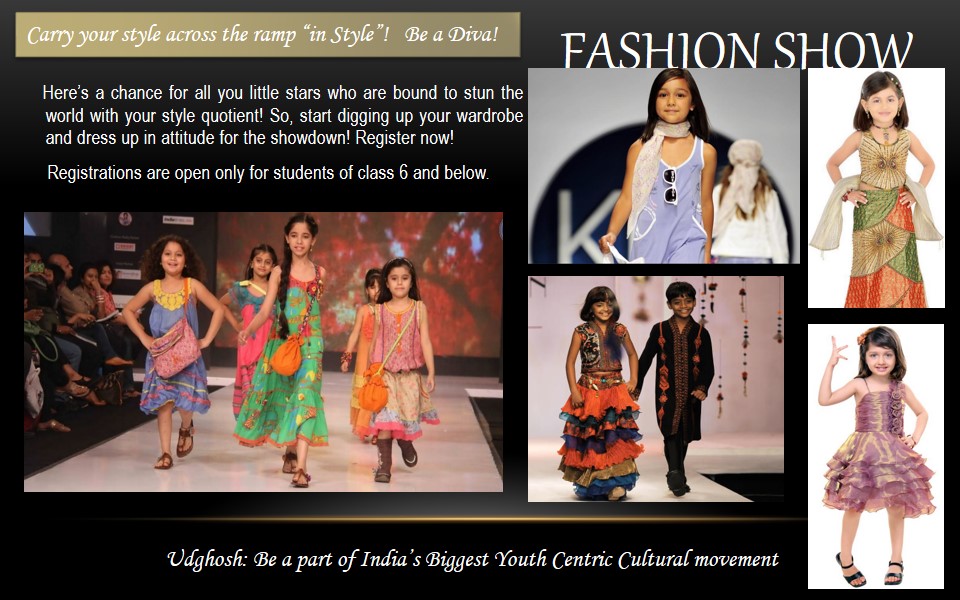 Carry your style across the ramp “in Style”! Be a Diva!
FASHION SHOW
Here’s a chance for all you little stars who are bound to stun the
world with your style quotient! So, start digging up your wardrobe
and dress up in attitude for the showdown! Register now!
Registrations are open only for students of class 6 and below.
K
Udghosh: Be a part of India’s Biggest Youth Centric Cultural movement